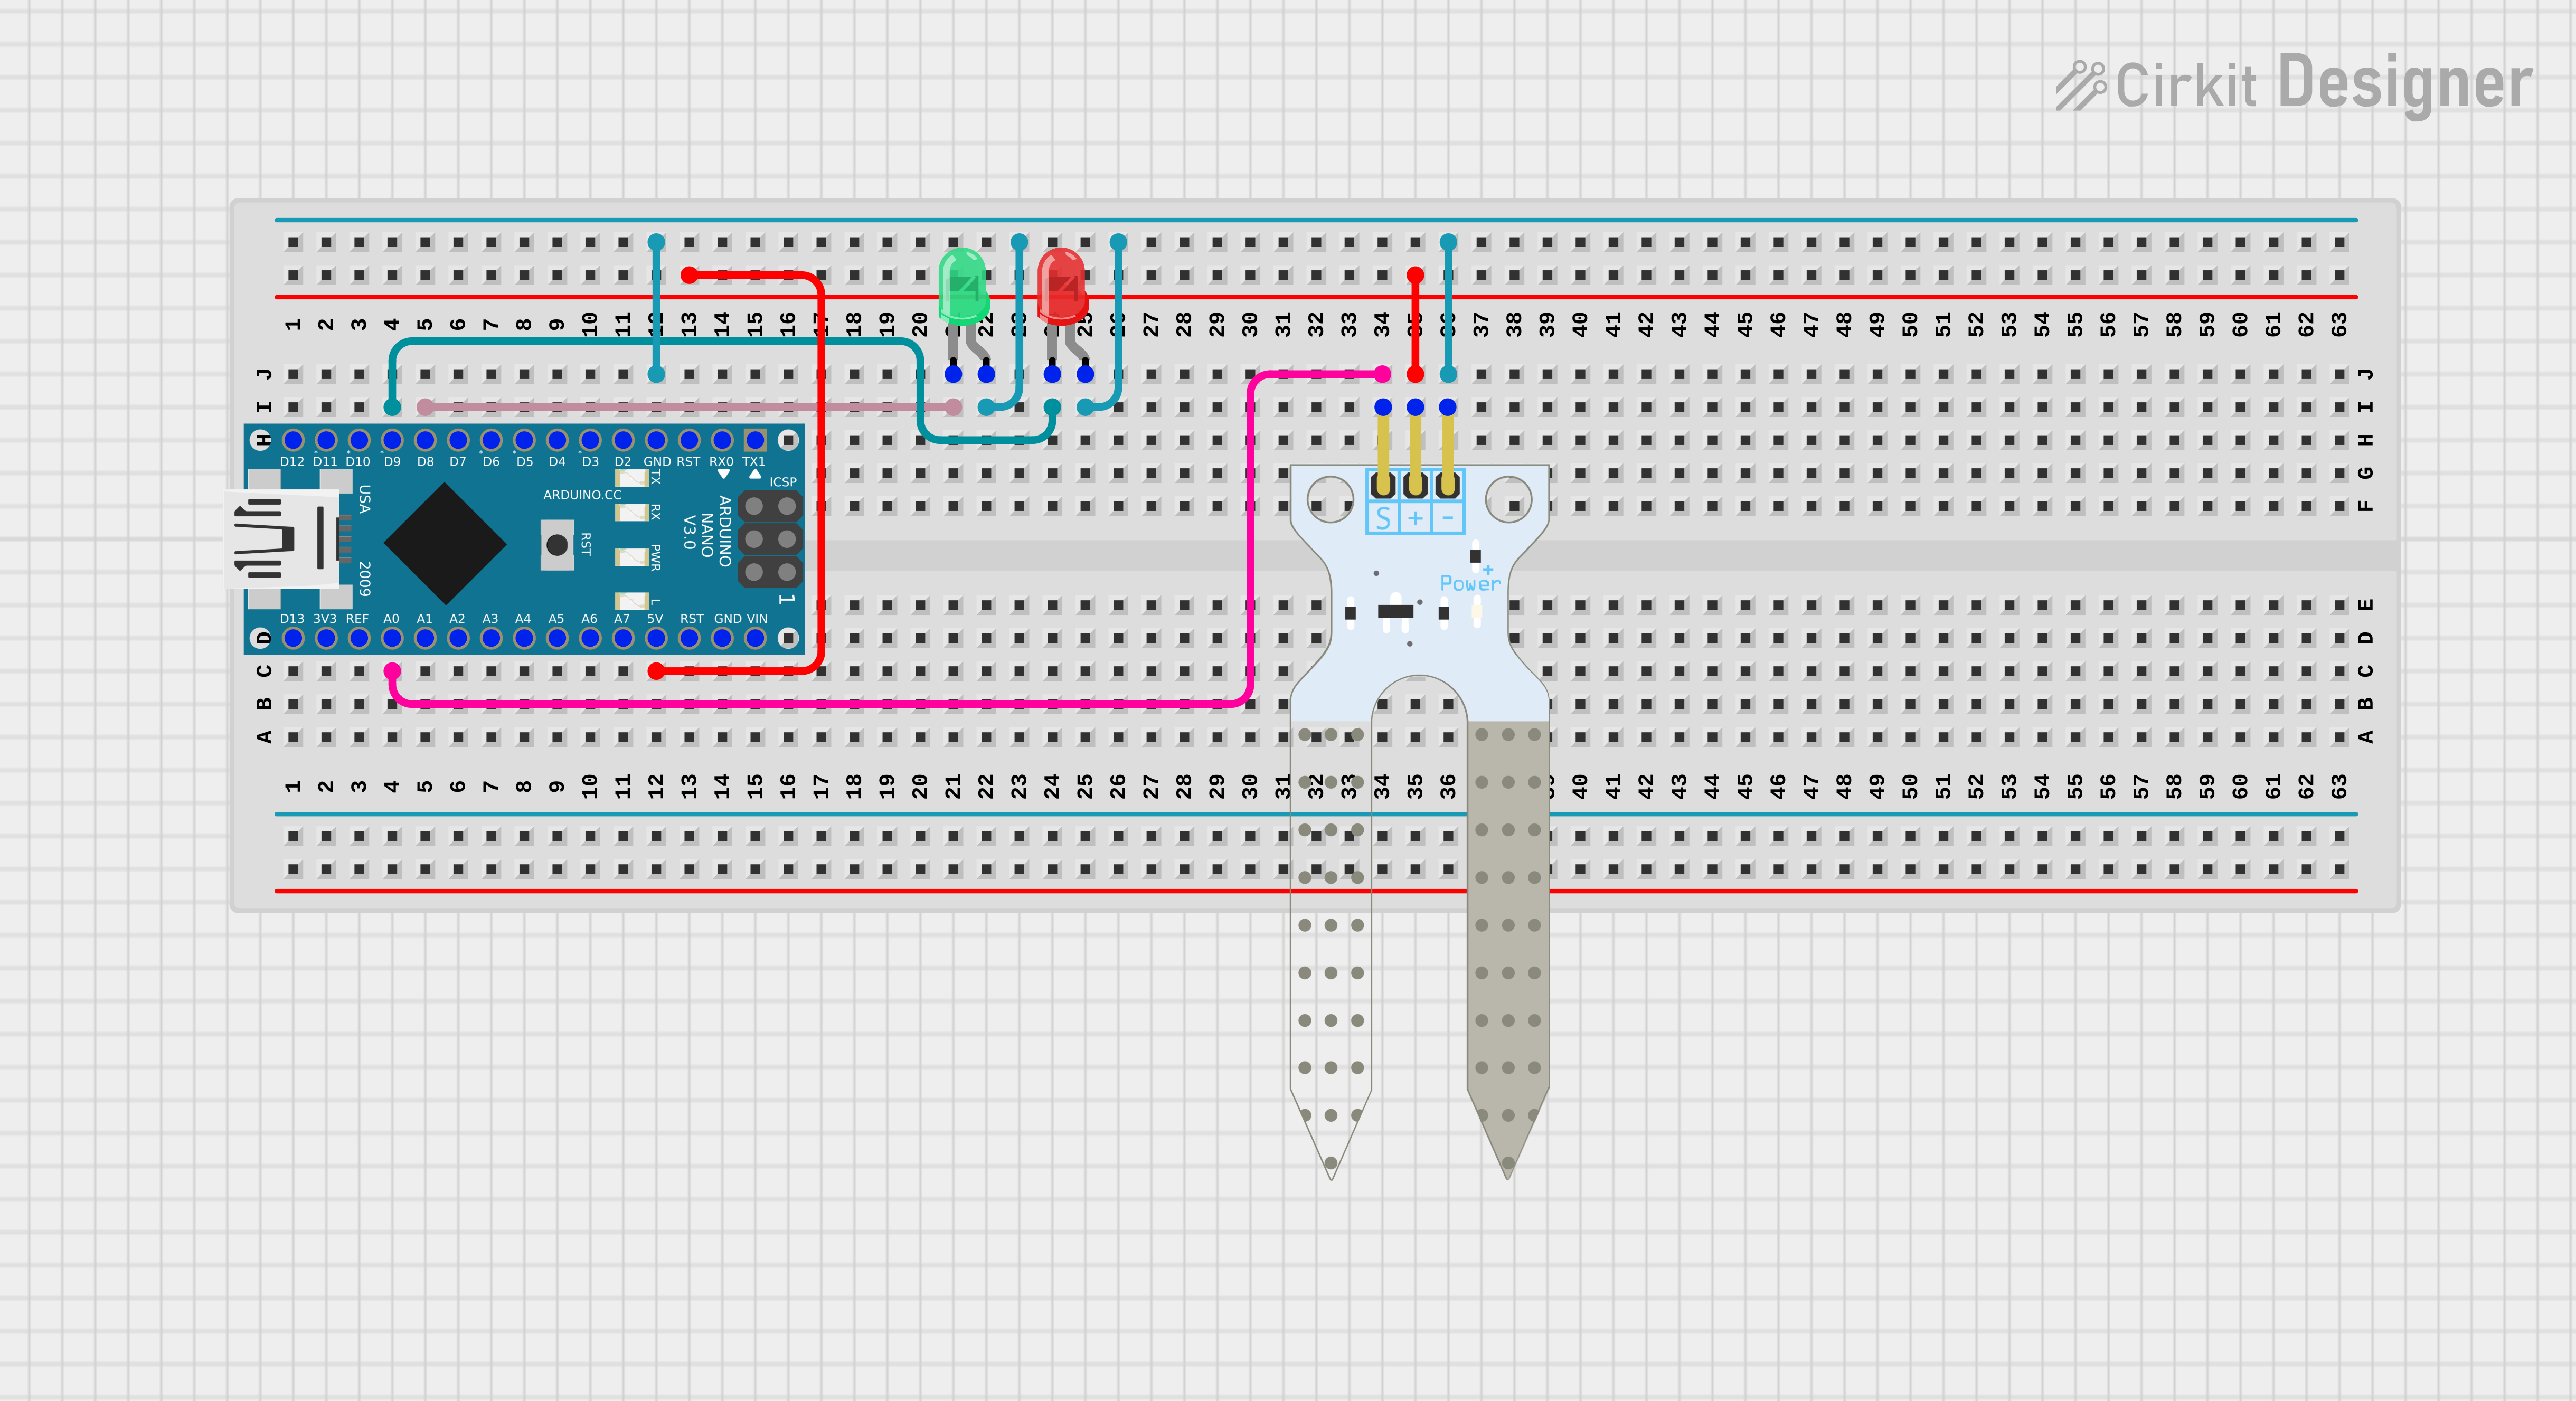 Cirkit Designer
1 2 3 4 5 6 7 8 9 10 11 12 13 14 15 16 17 18 19 20 22 23 25 26 27 28 29 30 31 32 33 34 35 36 37 38 39 40 41 42 43 44 45 46 47 48 49 50 51 52 53 54 55 56 57 58 59 60 61 62 63
J J
I I
H H
D12 D11 D10 D9 D8 D7 D6 D5 D4 D3 D2 GND RST RX0 TX1
G
ICSP
F
USA
ARDUINO.CC
TX
RX
PWR
L
RST
ARDUINO
NANO
V3.0
2009
1
S + -
+
Power
E
D13 3V3 REF A0 A1 A2 A3 A4 A5 A6 A7 5V RST GND VIN
D D
C C
B B
A A
1 2 3 4 5 6 7 8 9 10 11 12 13 14 15 16 17 18 19 20 21 22 23 24 25 26 27 28 29 30 31 32 33 34 35 36 40 41 42 43 44 45 46 47 48 49 50 51 52 53 54 55 56 57 58 59 60 61 62 63